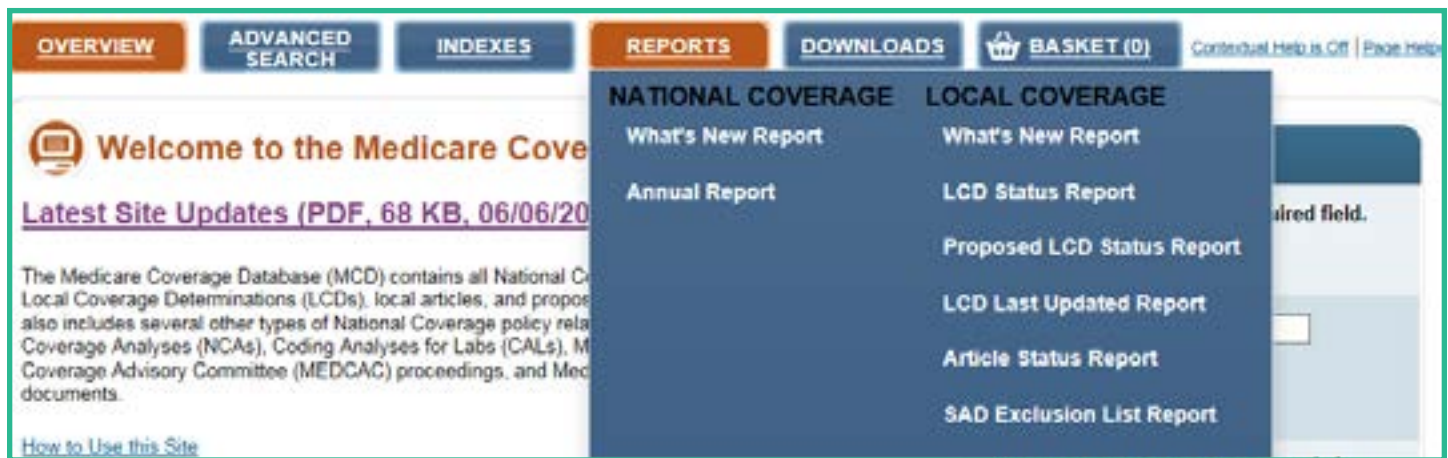 OVERVIEW
ADVANCED
SEARCH
INDEXES
REPORTS
DOWNLOADS
BASKET (0)
Contextual Help is Off | Page Help
NATIONAL COVERAGE
What's New Report
Annual Report
LOCAL COVERAGE
What's New Report
LCD Status Report
Proposed LCD Status Report
LCD Last Updated Report
Article Status Report
SAD Exclusion List Report
Welcome to the Medicare Cove
Latest Site Updates (PDF, 68 KB, 06/06/20
The Medicare Coverage Database (MCD) contains all National Co
Local Coverage Determinations (LCDs), local articles, and propos
also includes several other types of National Coverage policy rela
Coverage Analyses (NCAs), Coding Analyses for Labs (CALs), M
Coverage Advisory Committee (MEDCAC) proceedings, and Med
documents.
How to Use this Site
uired field.